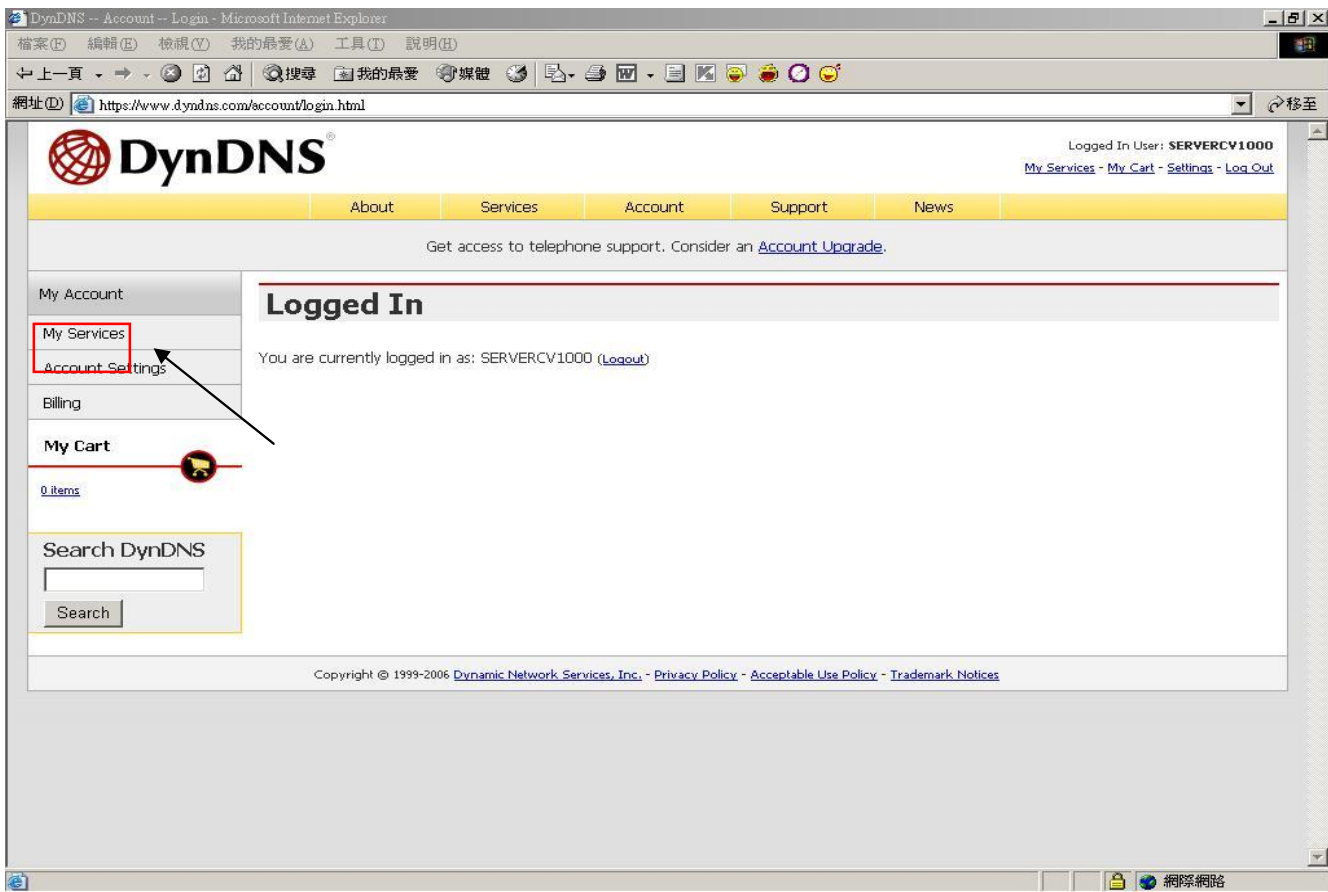 DynDNS -- Account -- Login - Microsoft Internet Explorer
檔案(F) 編輯(E) 檢視(V) 我的最愛(A) 工具(T) 說明(H)
上一頁 搜尋 我的最愛 媒體
網址(D) https://www.dyndns.com/account/login.html 移至
DynDNS®
Logged In User: SERVERCV1000
My Services - My Cart - Settings - Log Out
About Services Account Support News
Get access to telephone support. Consider an Account Upgrade.
My Account
My Services
Account Settings
Billing
My Cart
0 items
Search DynDNS
Search
Logged In
You are currently logged in as: SERVERCV1000 (Logout)
Copyright © 1999-2006 Dynamic Network Services, Inc. - Privacy Policy - Acceptable Use Policy - Trademark Notices
網際網路